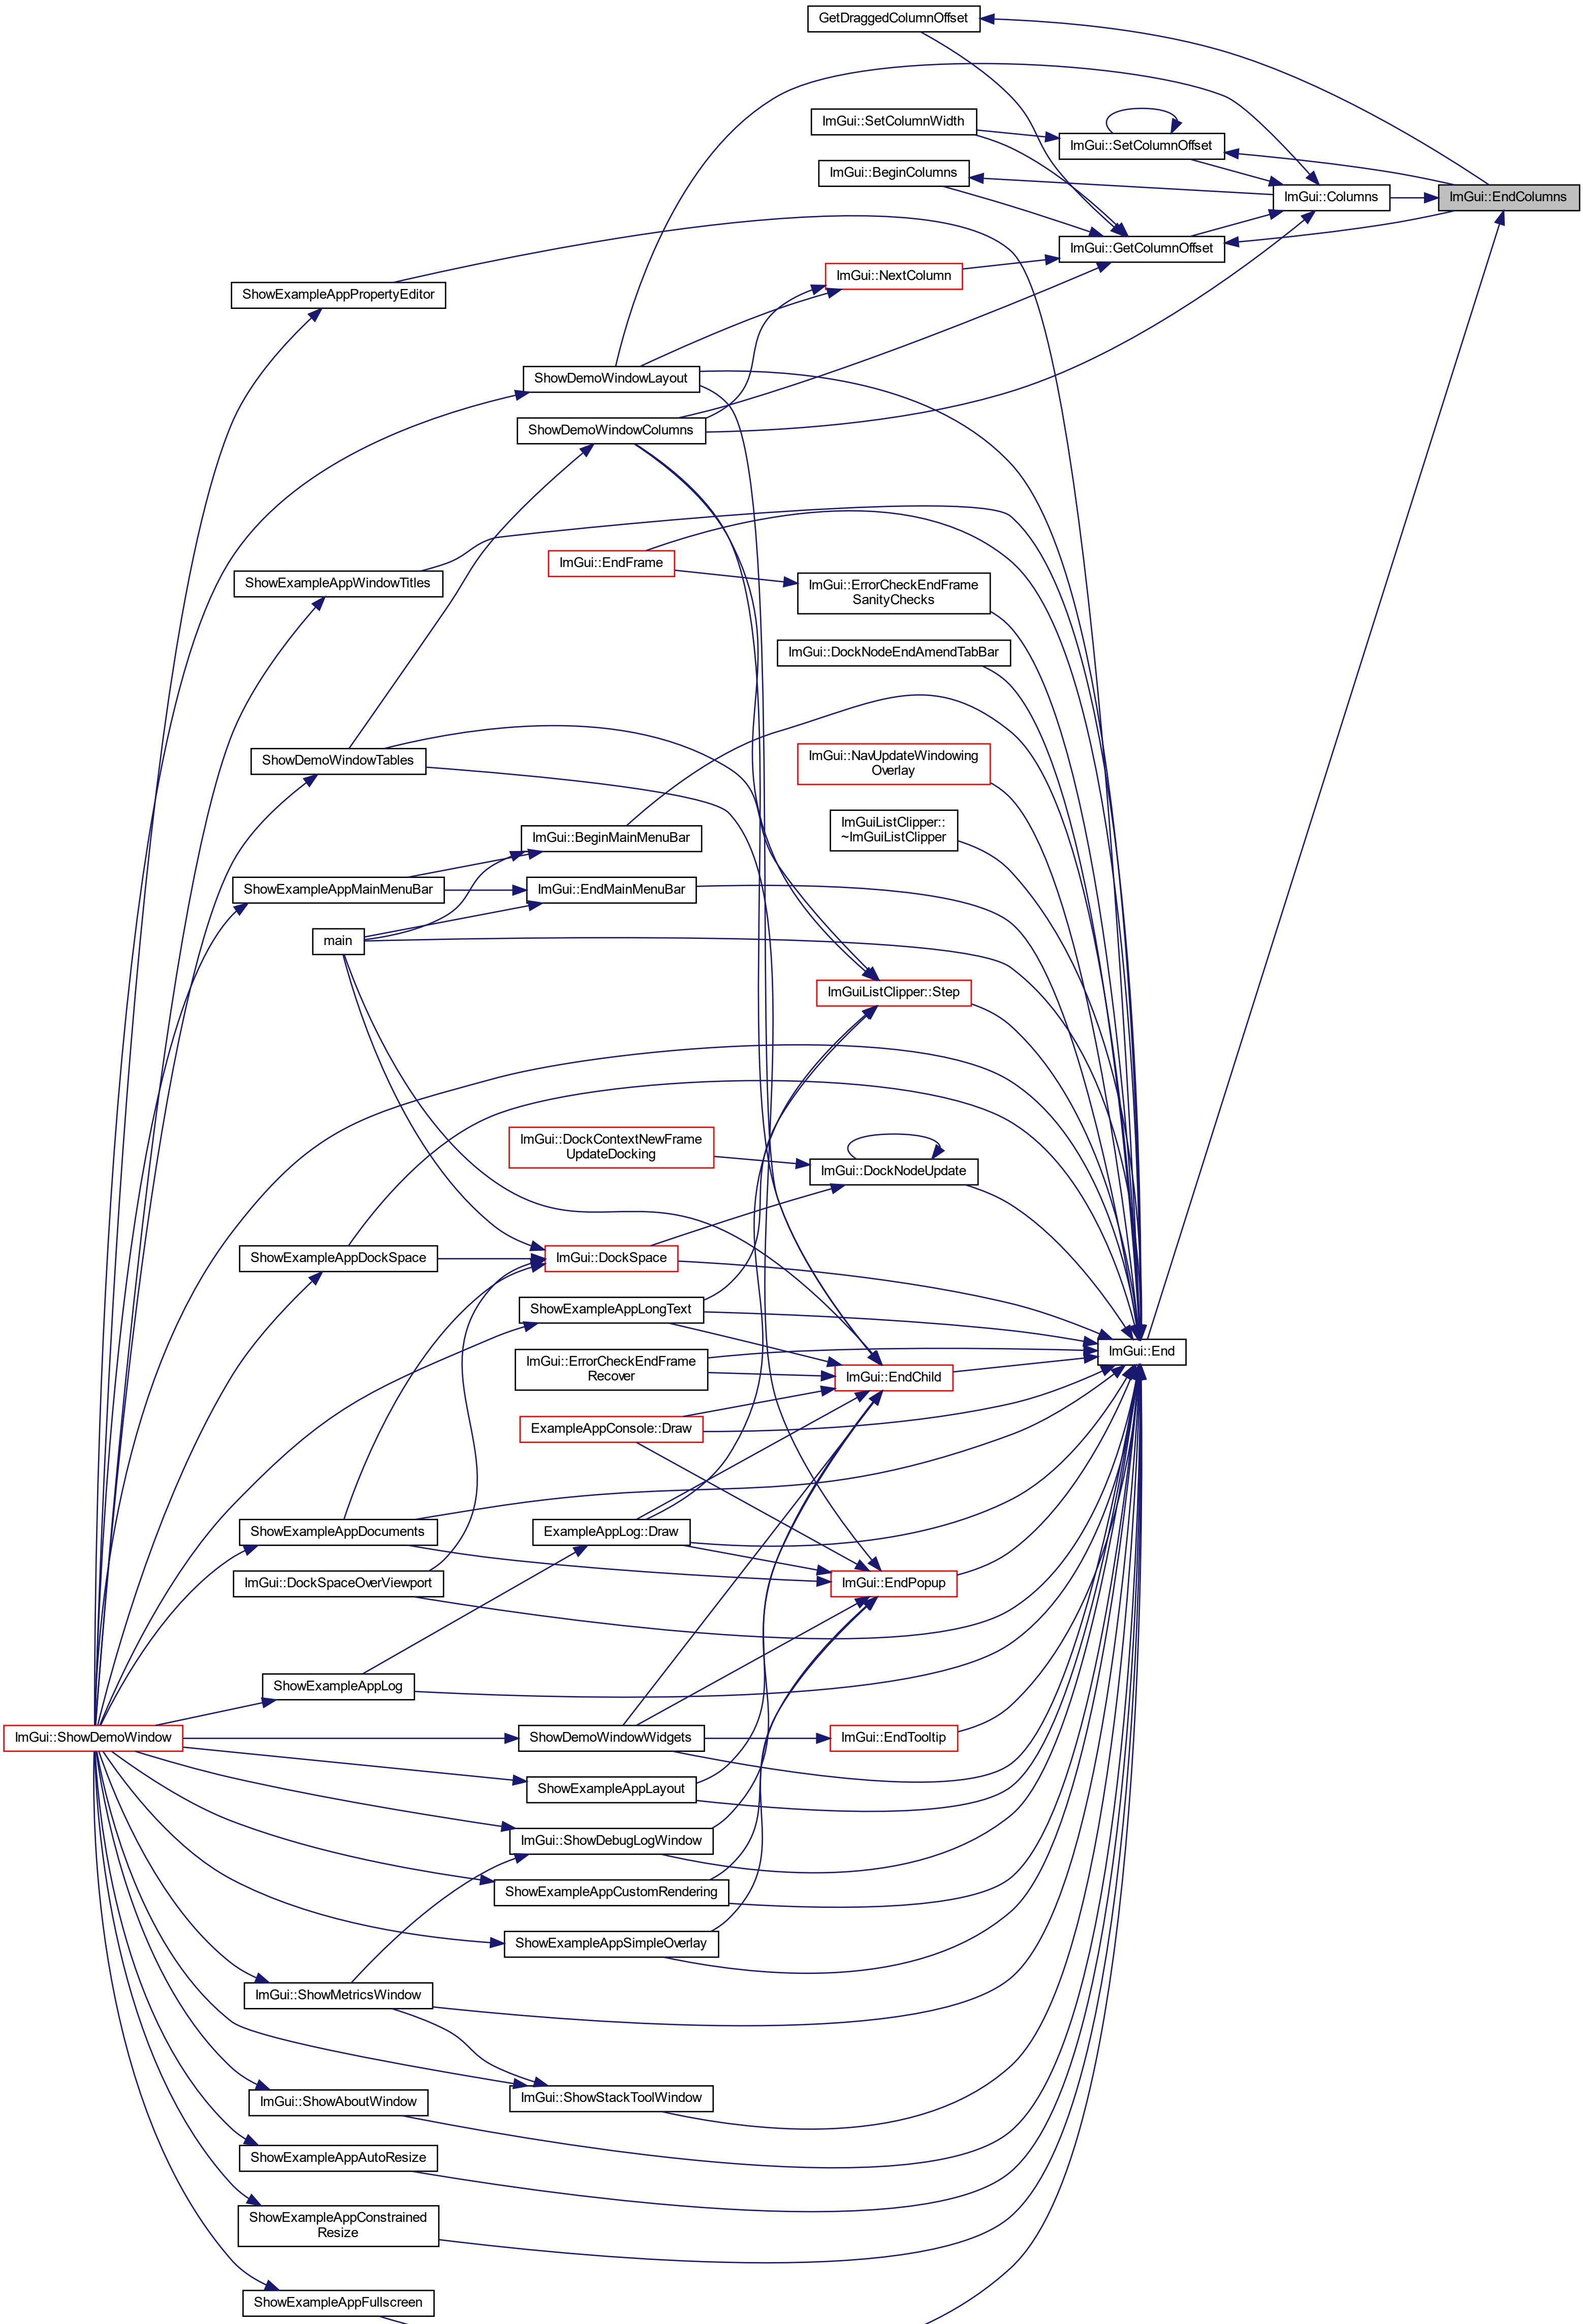 GetDraggedColumnOffset
ImGui::SetColumnWidth
ImGui::SetColumnOffset
ImGui::BeginColumns
ImGui::Columns
ImGui::EndColumns
ImGui::GetColumnOffset
ImGui::NextColumn
ShowExampleAppPropertyEditor
ShowDemoWindowLayout
ShowDemoWindowColumns
ImGui::EndFrame
ShowExampleAppWindowTitles
ImGui::ErrorCheckEndFrame
SanityChecks
ImGui::DockNodeEndAmendTabBar
ShowDemoWindowTables
ImGui::NavUpdateWindowing
Overlay
ImGuiListClipper::
~ImGuiListClipper
ImGui::BeginMainMenuBar
ShowExampleAppMainMenuBar
ImGui::EndMainMenuBar
main
ImGuiListClipper::Step
ImGui::DockContextNewFrame
UpdateDocking
ImGui::DockNodeUpdate
ShowExampleAppDockSpace
ImGui::DockSpace
ShowExampleAppLongText
ImGui::End
ImGui::ErrorCheckEndFrame
Recover
ImGui::EndChild
ExampleAppConsole::Draw
ShowExampleAppDocuments
ExampleAppLog::Draw
ImGui::DockSpaceOverViewport
ImGui::EndPopup
ShowExampleAppLog
ImGui::ShowDemoWindow
ShowDemoWindowWidgets
ImGui::EndTooltip
ShowExampleAppLayout
ImGui::ShowDebugLogWindow
ShowExampleAppCustomRendering
ShowExampleAppSimpleOverlay
ImGui::ShowMetricsWindow
ImGui::ShowStackToolWindow
ImGui::ShowAboutWindow
ShowExampleAppAutoResize
ShowExampleAppConstrained
Resize
ShowExampleAppFullscreen